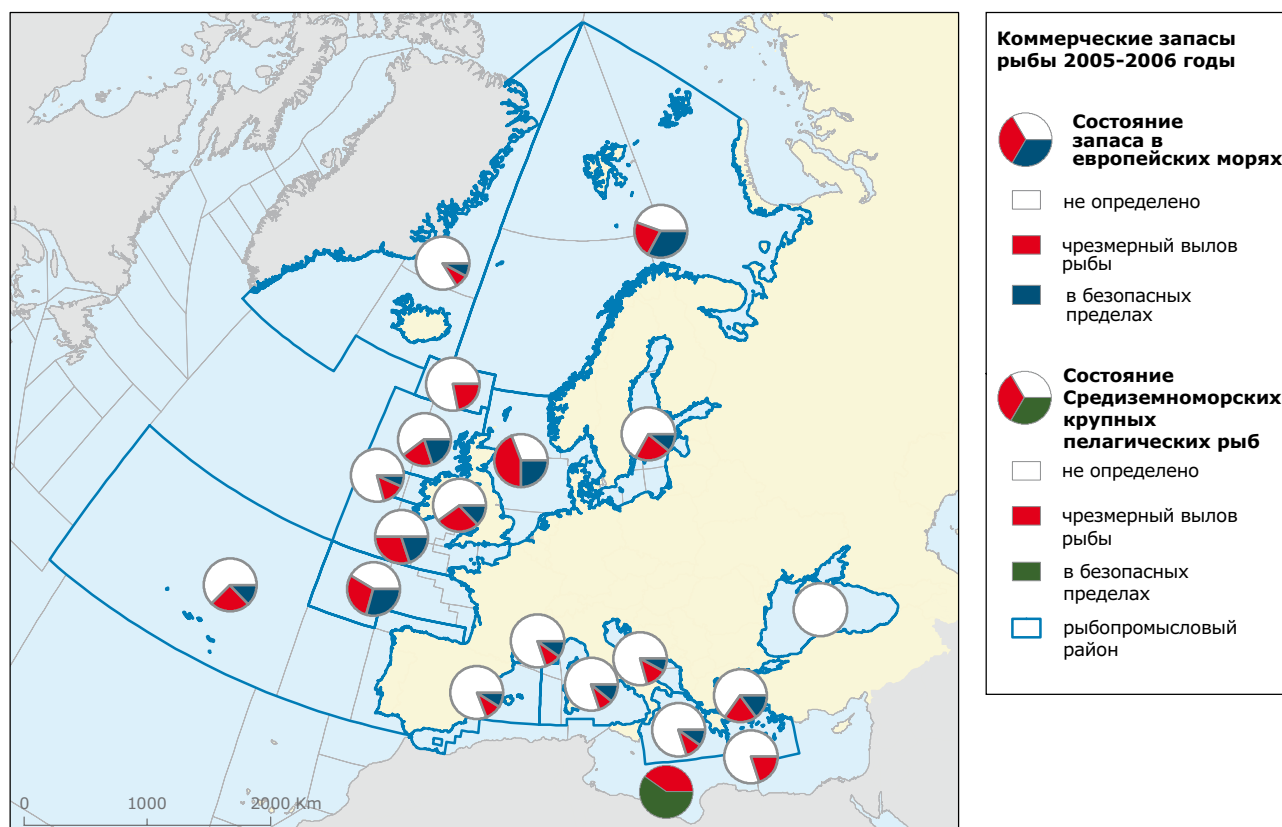 Коммерческие запасы
рыбы 2005-2006 годы
Состояние
запаса в
европейских морях
не определено
чрезмерный вылов
рыбы
в безопасных
пределах
Состояние
Средиземноморских
крупных
пелагических рыб
не определено
чрезмерный вылов
рыбы
в безопасных
пределах
рыбопромысловый
район
0 1000 2000 Km